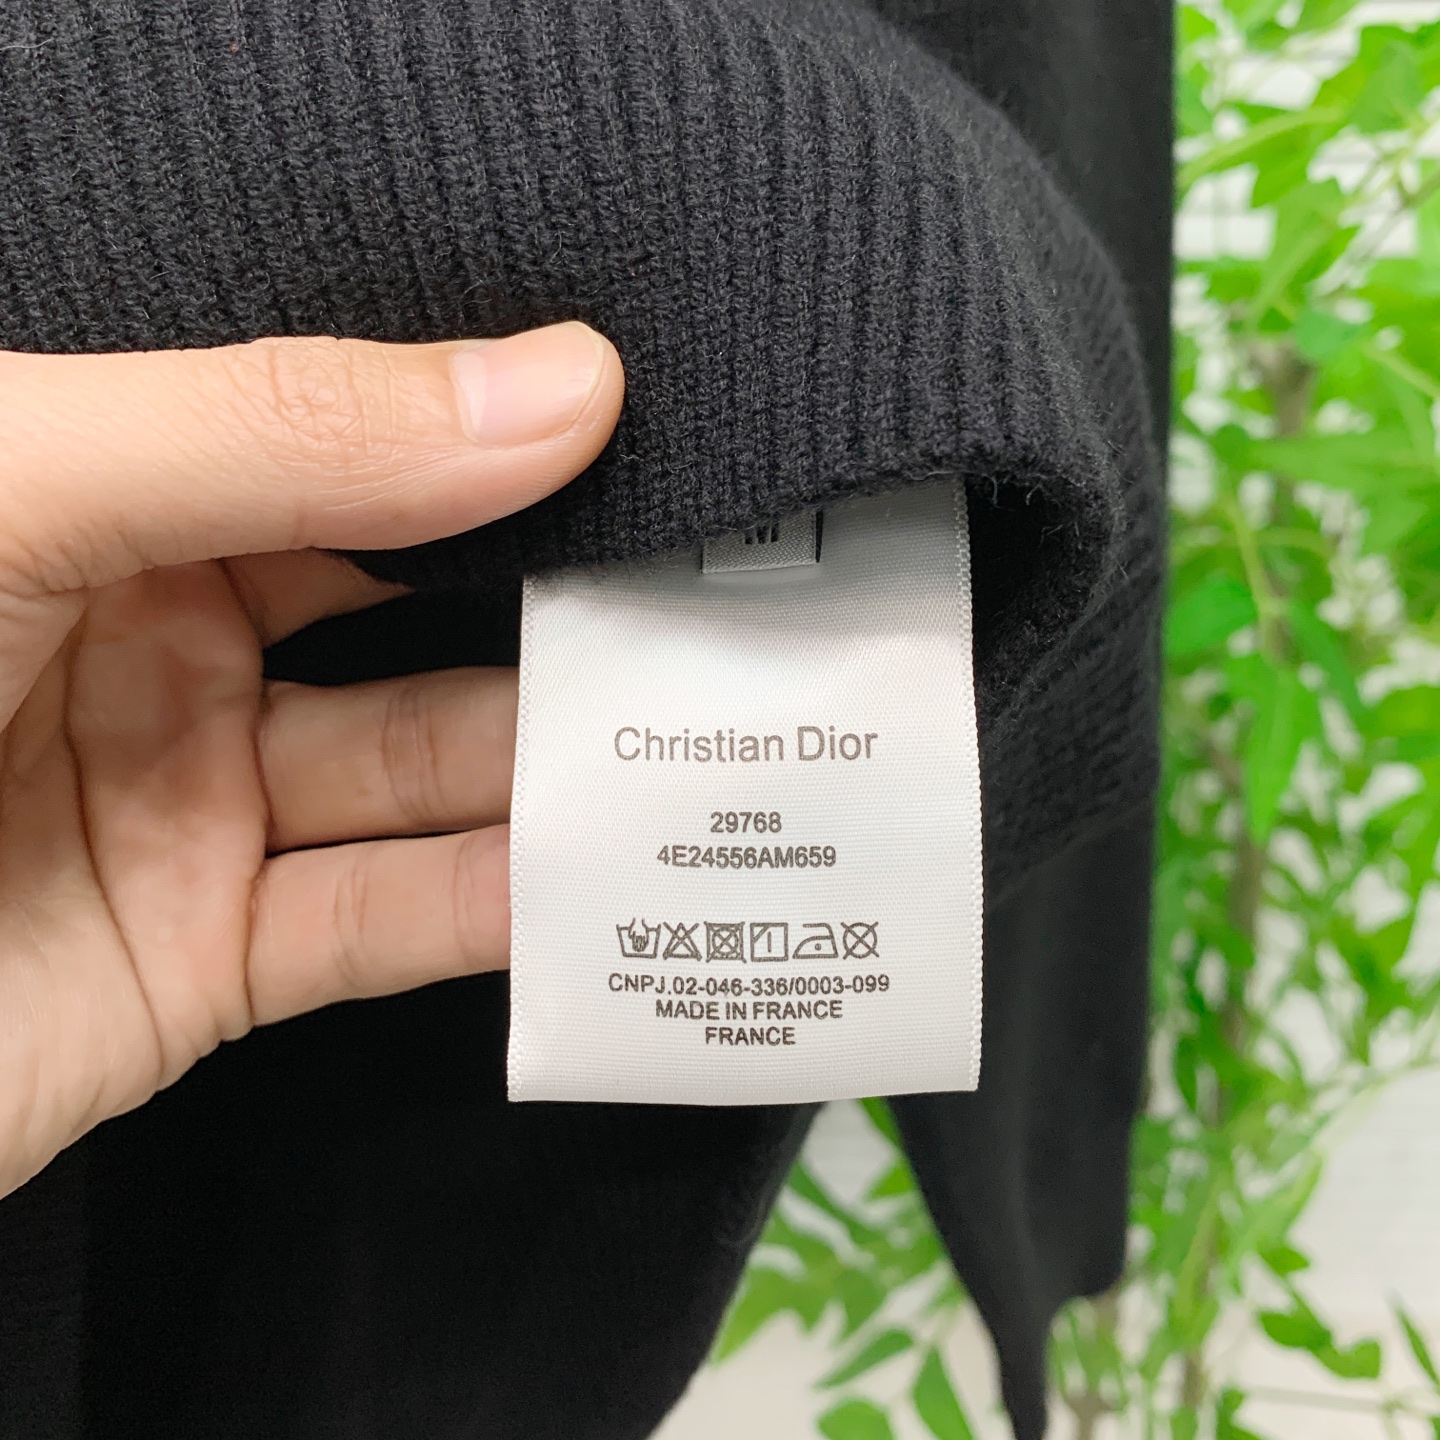 Christian Dior
29768
4E24556AM659
CNPJ.02-046-336/0003-099
MADE IN FRANCE
FRANCE